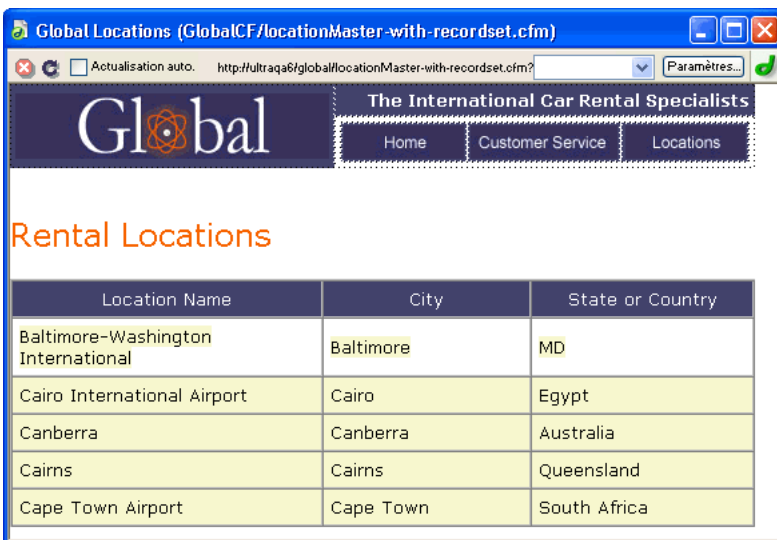 Global Locations (GlobalCF/locationMaster-with-recordset.cfm)
Actualisation auto. http://ultraqa6/global/locationMaster-with-recordset.cfm? Paramètres...
Global
The International Car Rental Specialists
Home Customer Service Locations
Rental Locations
Location Name City State or Country
Baltimore-Washington
International Baltimore MD
Cairo International Airport Cairo Egypt
Canberra Canberra Australia
Cairns Cairns Queensland
Cape Town Airport Cape Town South Africa